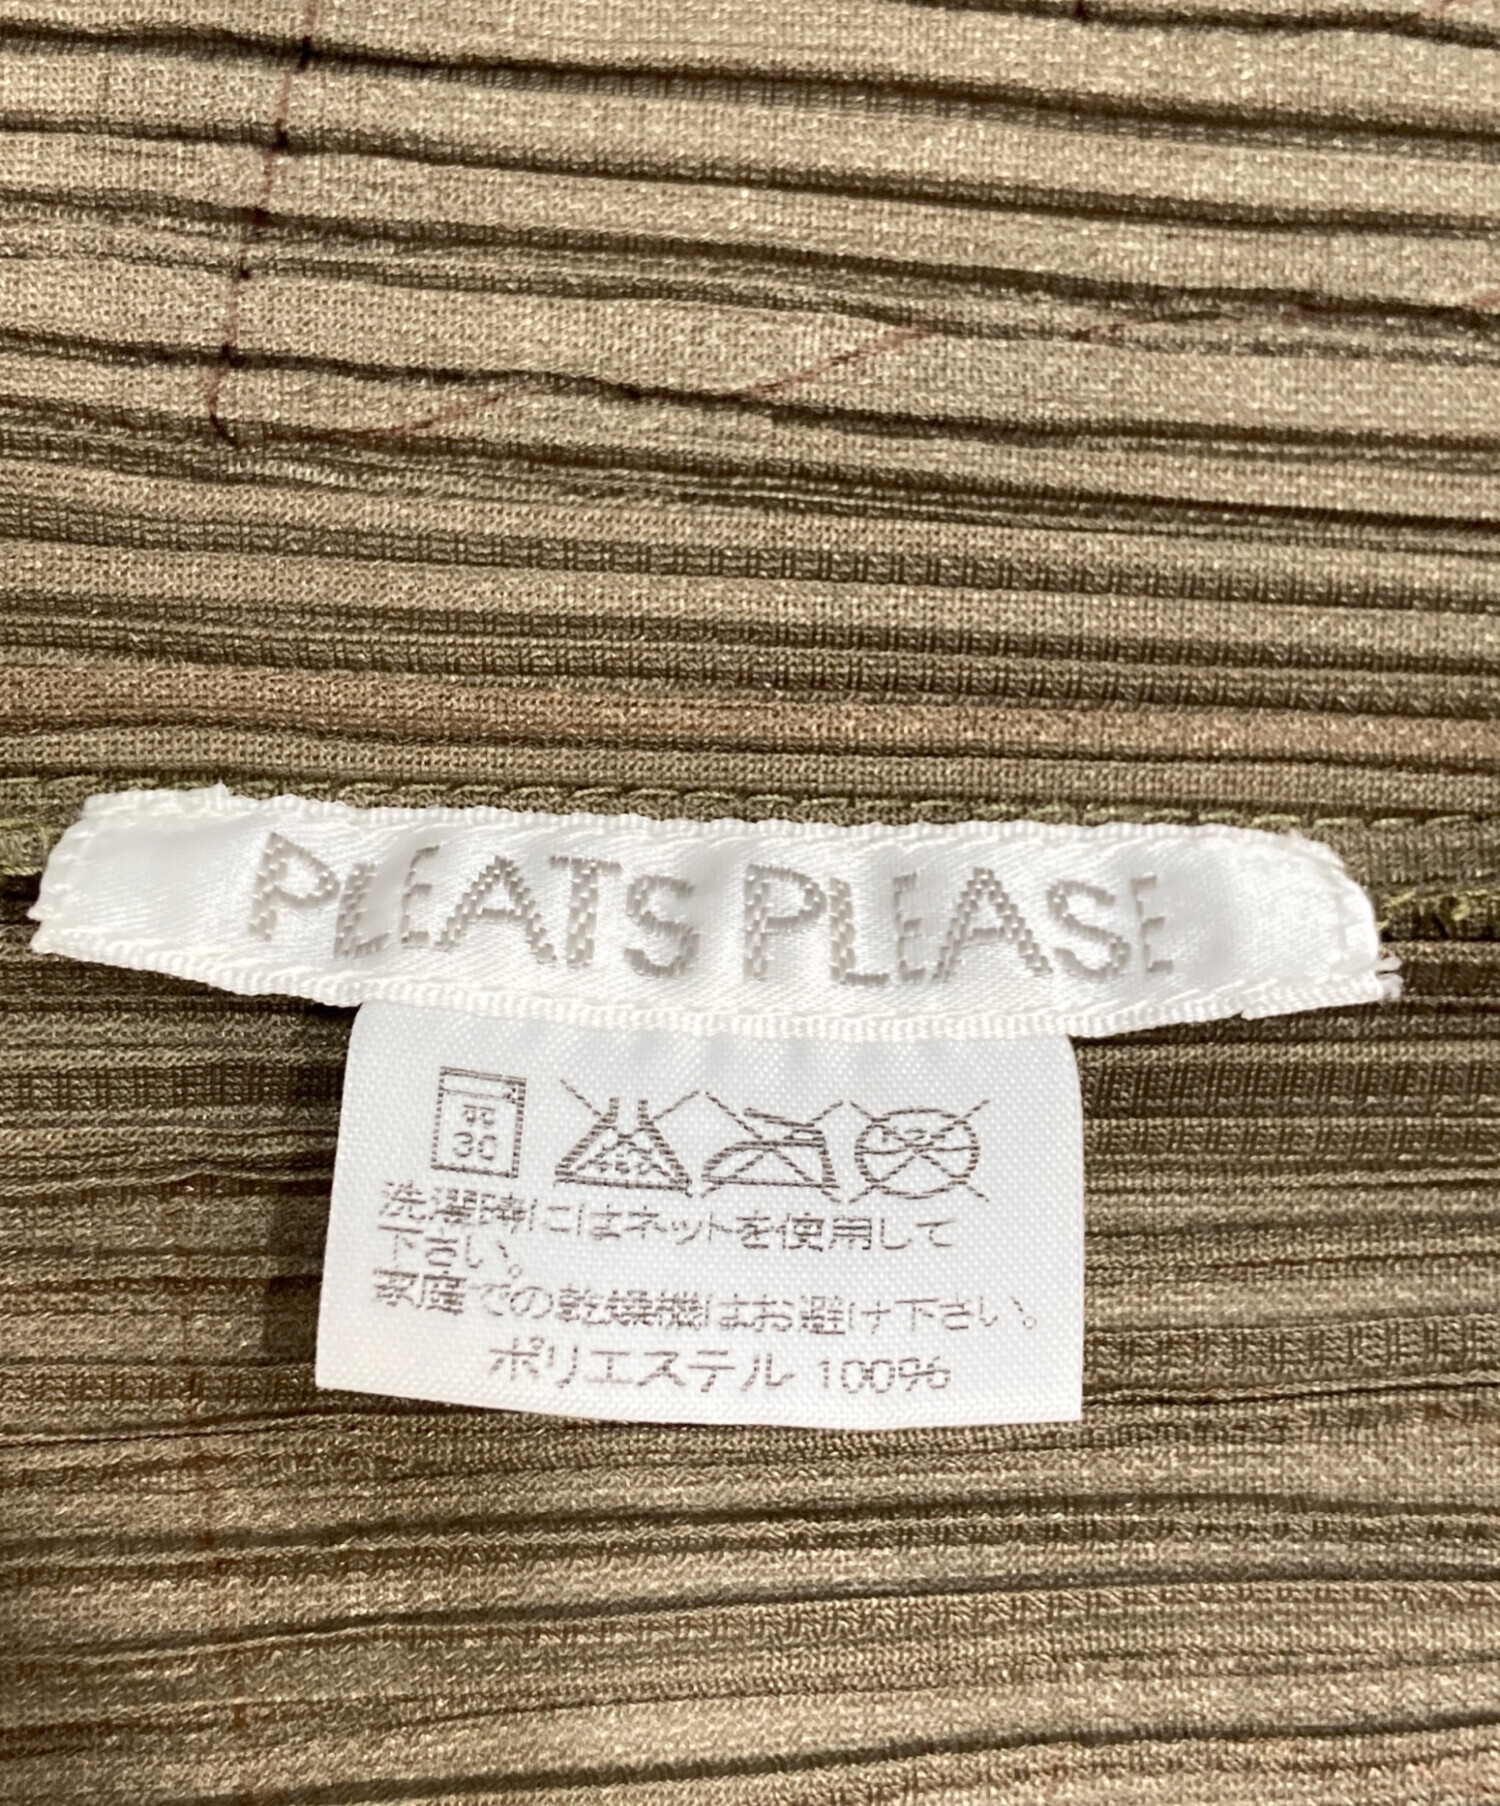 PLEATS PLEASE
弱
30
洗濯時にはネットを使用して
下さい。
家庭での乾燥機はお避け下さい。
ポリエステル 100%